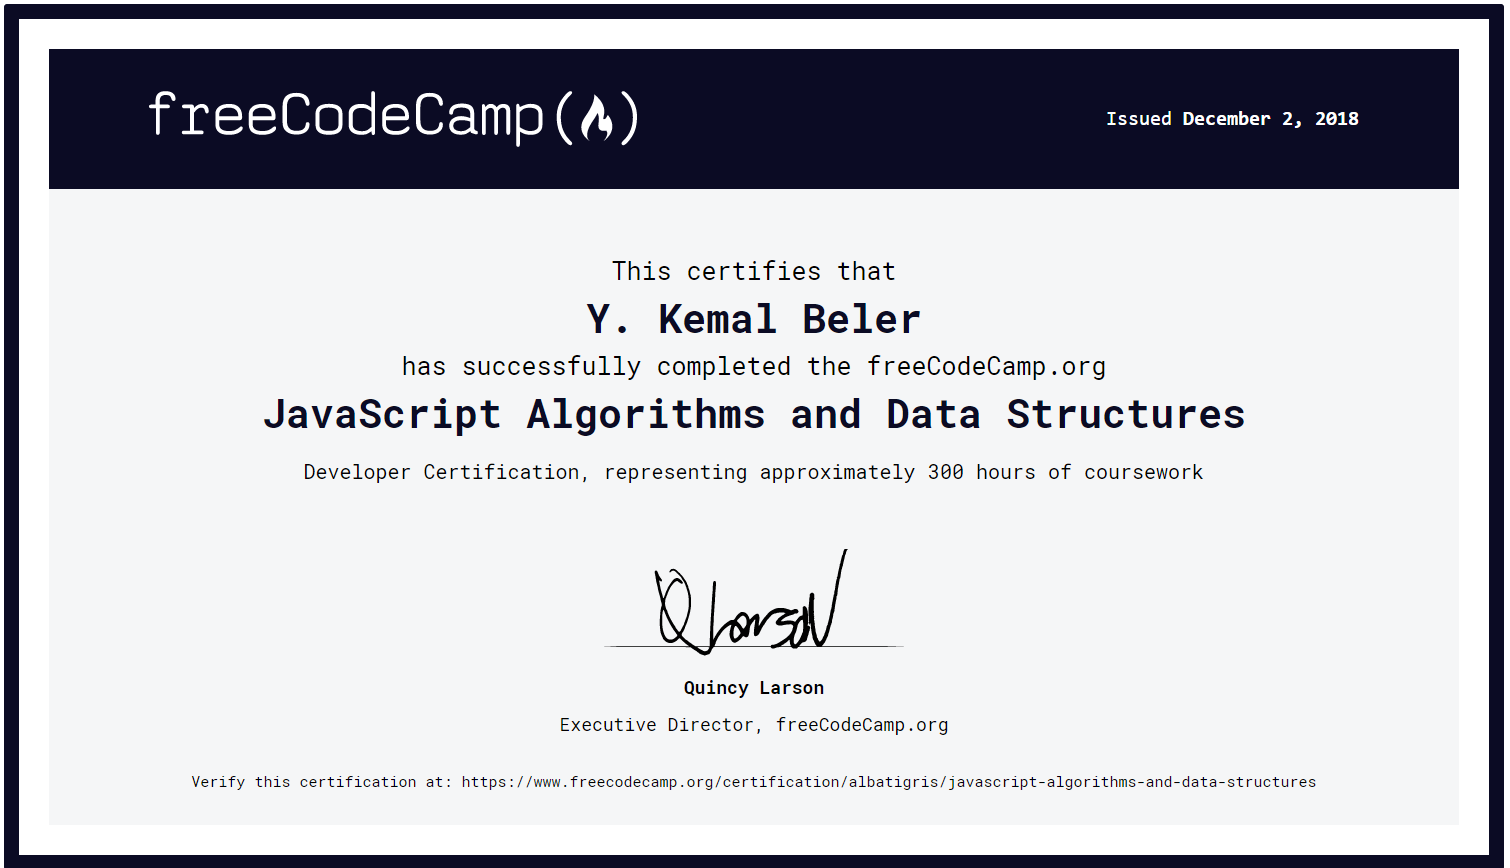 freeCodeCamp(🔥)
Issued December 2, 2018
This certifies that
Y. Kemal Beler
has successfully completed the freeCodeCamp.org
JavaScript Algorithms and Data Structures
Developer Certification, representing approximately 300 hours of coursework
Q Larson
Quincy Larson
Executive Director, freeCodeCamp.org
Verify this certification at: https://www.freecodecamp.org/certification/albatigris/javascript-algorithms-and-data-structures